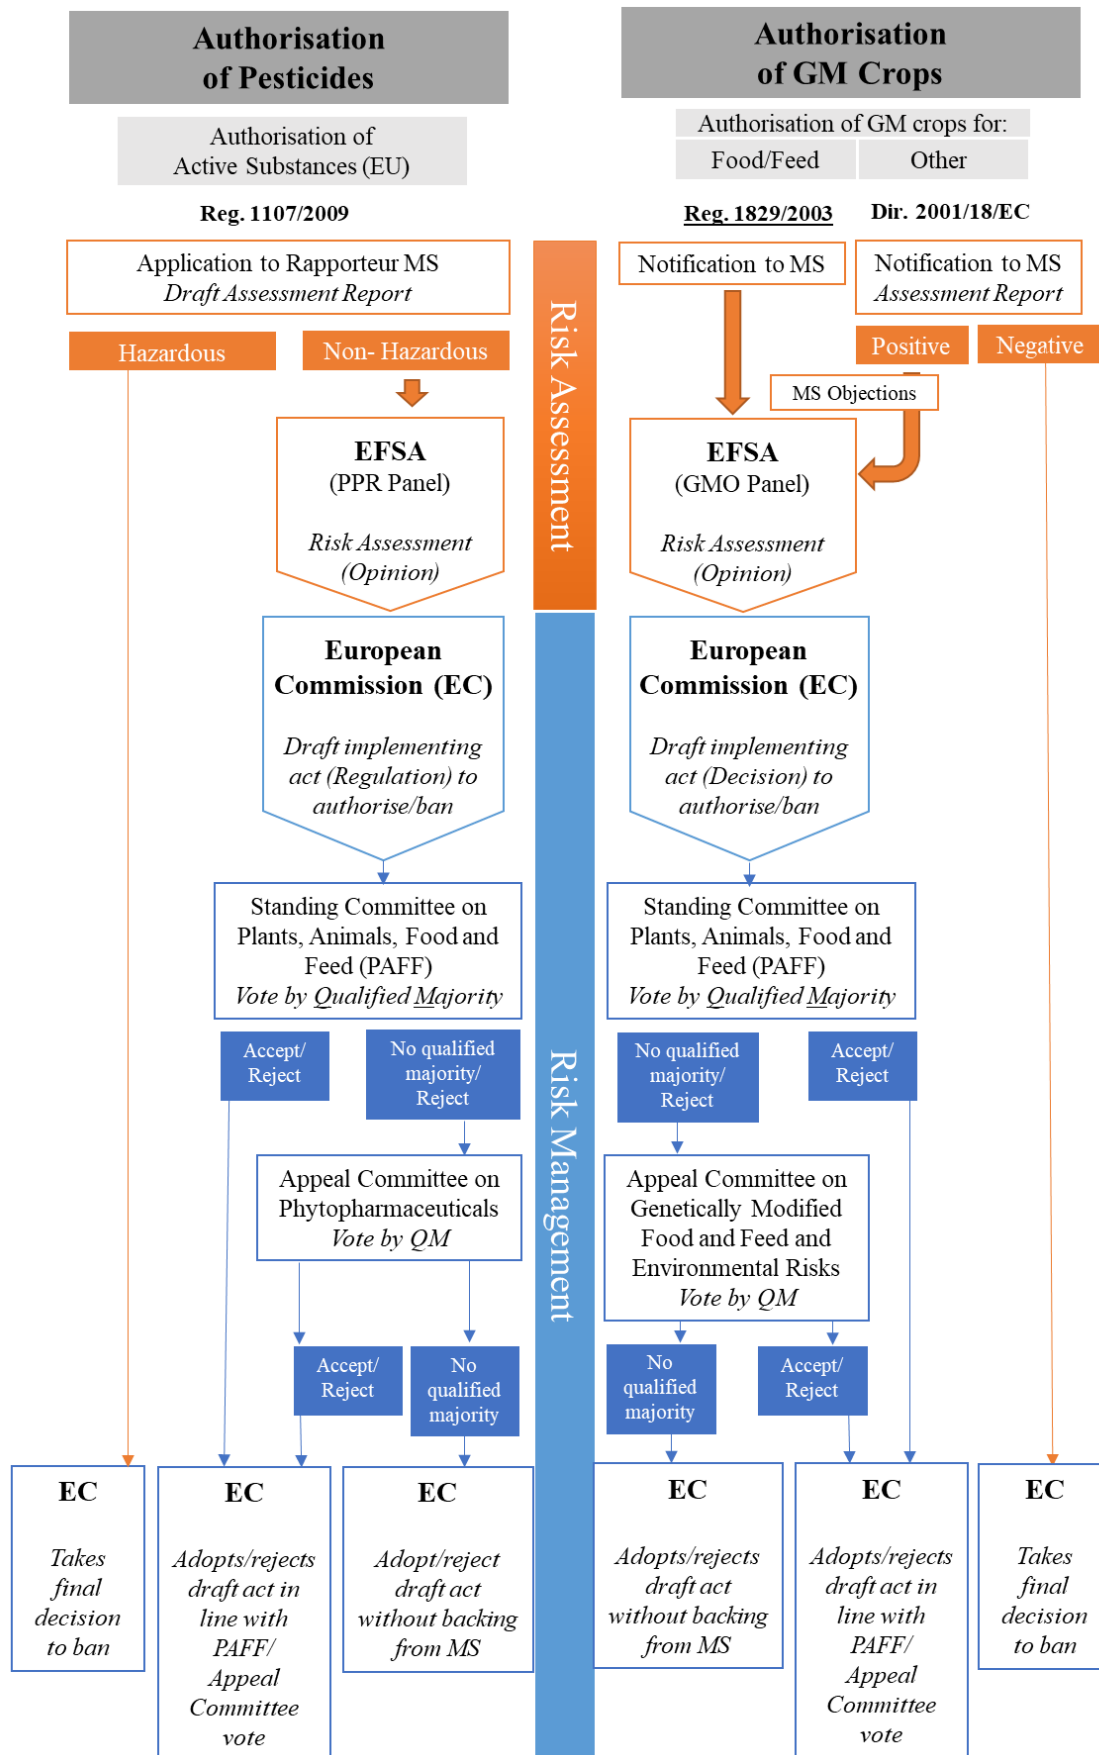 Authorisation
of Pesticides
Authorisation of
Active Substances (EU)
Reg. 1107/2009
Application to Rapporteur MS
Draft Assessment Report
Hazardous
Non- Hazardous
EFSA
(PPR Panel)
Risk Assessment
(Opinion)
European
Commission (EC)
Draft implementing
act (Regulation) to
authorise/ban
Standing Committee on
Plants, Animals, Food and
Feed (PAFF)
Vote by Qualified Majority
Accept/
Reject
No qualified
majority/
Reject
Appeal Committee on
Phytopharmaceuticals
Vote by QM
Accept/
Reject
No
qualified
majority
EC
Takes
final
decision
to ban
EC
Adopts/rejects
draft act in
line with
PAFF/
Appeal
Committee
vote
EC
Adopt/reject
draft act
without backing
from MS
Risk Assessment
Risk Management
Authorisation
of GM Crops
Authorisation of GM crops for:
Food/Feed
Other
Reg. 1829/2003
Dir. 2001/18/EC
Notification to MS
Notification to MS
Assessment Report
Positive
Negative
MS Objections
EFSA
(GMO Panel)
Risk Assessment
(Opinion)
European
Commission (EC)
Draft implementing
act (Decision) to
authorise/ban
Standing Committee on
Plants, Animals, Food and
Feed (PAFF)
Vote by Qualified Majority
No qualified
majority/
Reject
Accept/
Reject
Appeal Committee on
Genetically Modified
Food and Feed and
Environmental Risks
Vote by QM
No
qualified
majority
Accept/
Reject
EC
Adopts/rejects
draft act
without backing
from MS
EC
Adopts/rejects
draft act in
line with
PAFF/
Appeal
Committee
vote
EC
Takes
final
decision
to ban